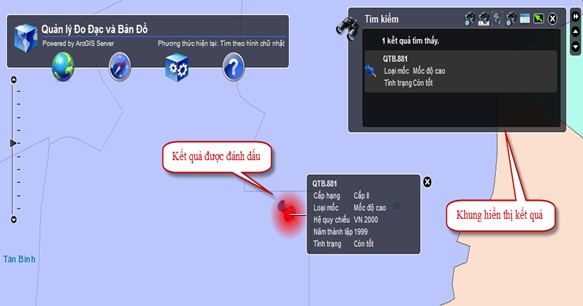 Quản lý Đo Đạc và Bản Đồ
Powered by ArcGIS Server
Phương thức hiện tại: Tìm theo hình chữ nhật
Tìm kiếm
1 kết quả tìm thấy.
QTB.881
Loại mốc Mốc độ cao
Tình trạng Còn tốt
Kết quả được đánh dấu
QTB.881
Cấp hạng Cấp II
Loại mốc Mốc độ cao
Hệ quy chiếu VN 2000
Năm thành lập 1999
Tình trạng Còn tốt
Khung hiển thị kết quả
Tân Bình